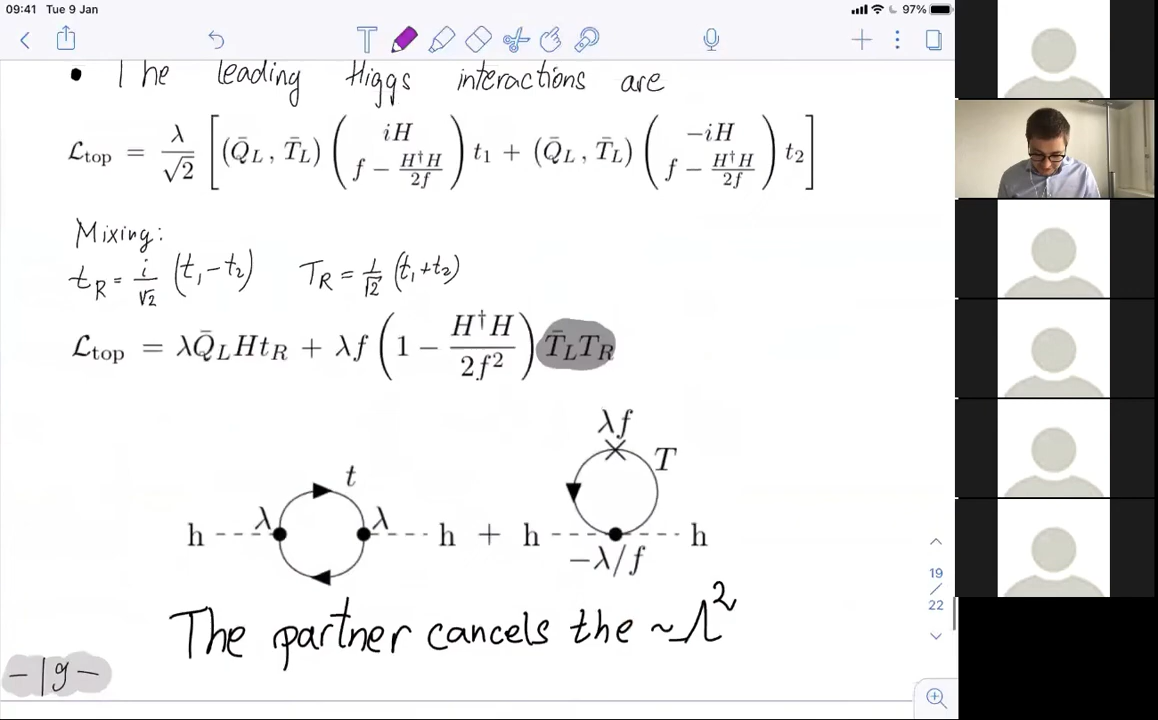 09:41 Tue 9 Jan 97%
• The leading Higgs interactions are
ℒ_top = λ/√2 [ (Q̄_L, T̄_L) ( iH ; f − H†H/2f ) t_1 + (Q̄_L, T̄_L) ( −iH ; f − H†H/2f ) t_2 ]
Mixing:
t_R = i/√2 (t_1 − t_2) T_R = 1/√2 (t_1 + t_2)
ℒ_top = λQ̄_L H t_R + λf ( 1 − H†H/2f² ) T̄_L T_R
λf
t T
h λ λ h + h h
−λ/f
The partner cancels the ~Λ²
19
/
22
– 19 –